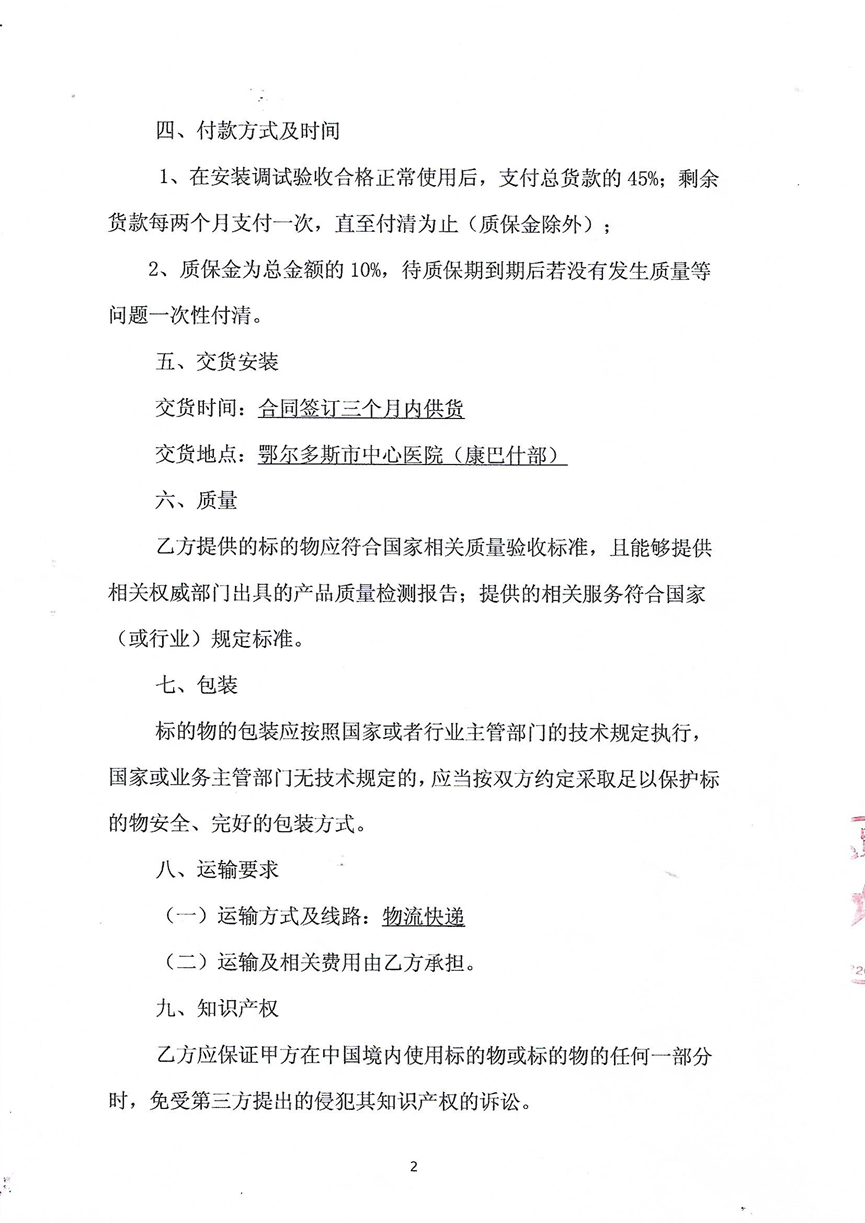 四、付款方式及时间
1、在安装调试验收合格正常使用后，支付总货款的 45%；剩余
货款每两个月支付一次，直至付清为止（质保金除外）；
2、质保金为总金额的 10%，待质保期到期后若没有发生质量等
问题一次性付清。
五、交货安装
交货时间：合同签订三个月内供货
交货地点：鄂尔多斯市中心医院（康巴什部）
六、质量
乙方提供的标的物应符合国家相关质量验收标准，且能够提供
相关权威部门出具的产品质量检测报告；提供的相关服务符合国家
（或行业）规定标准。
七、包装
标的物的包装应按照国家或者行业主管部门的技术规定执行，
国家或业务主管部门无技术规定的，应当按双方约定采取足以保护标
的物安全、完好的包装方式。
八、运输要求
（一）运输方式及线路：物流快递
（二）运输及相关费用由乙方承担。
九、知识产权
乙方应保证甲方在中国境内使用标的物或标的物的任何一部分
时，免受第三方提出的侵犯其知识产权的诉讼。
2